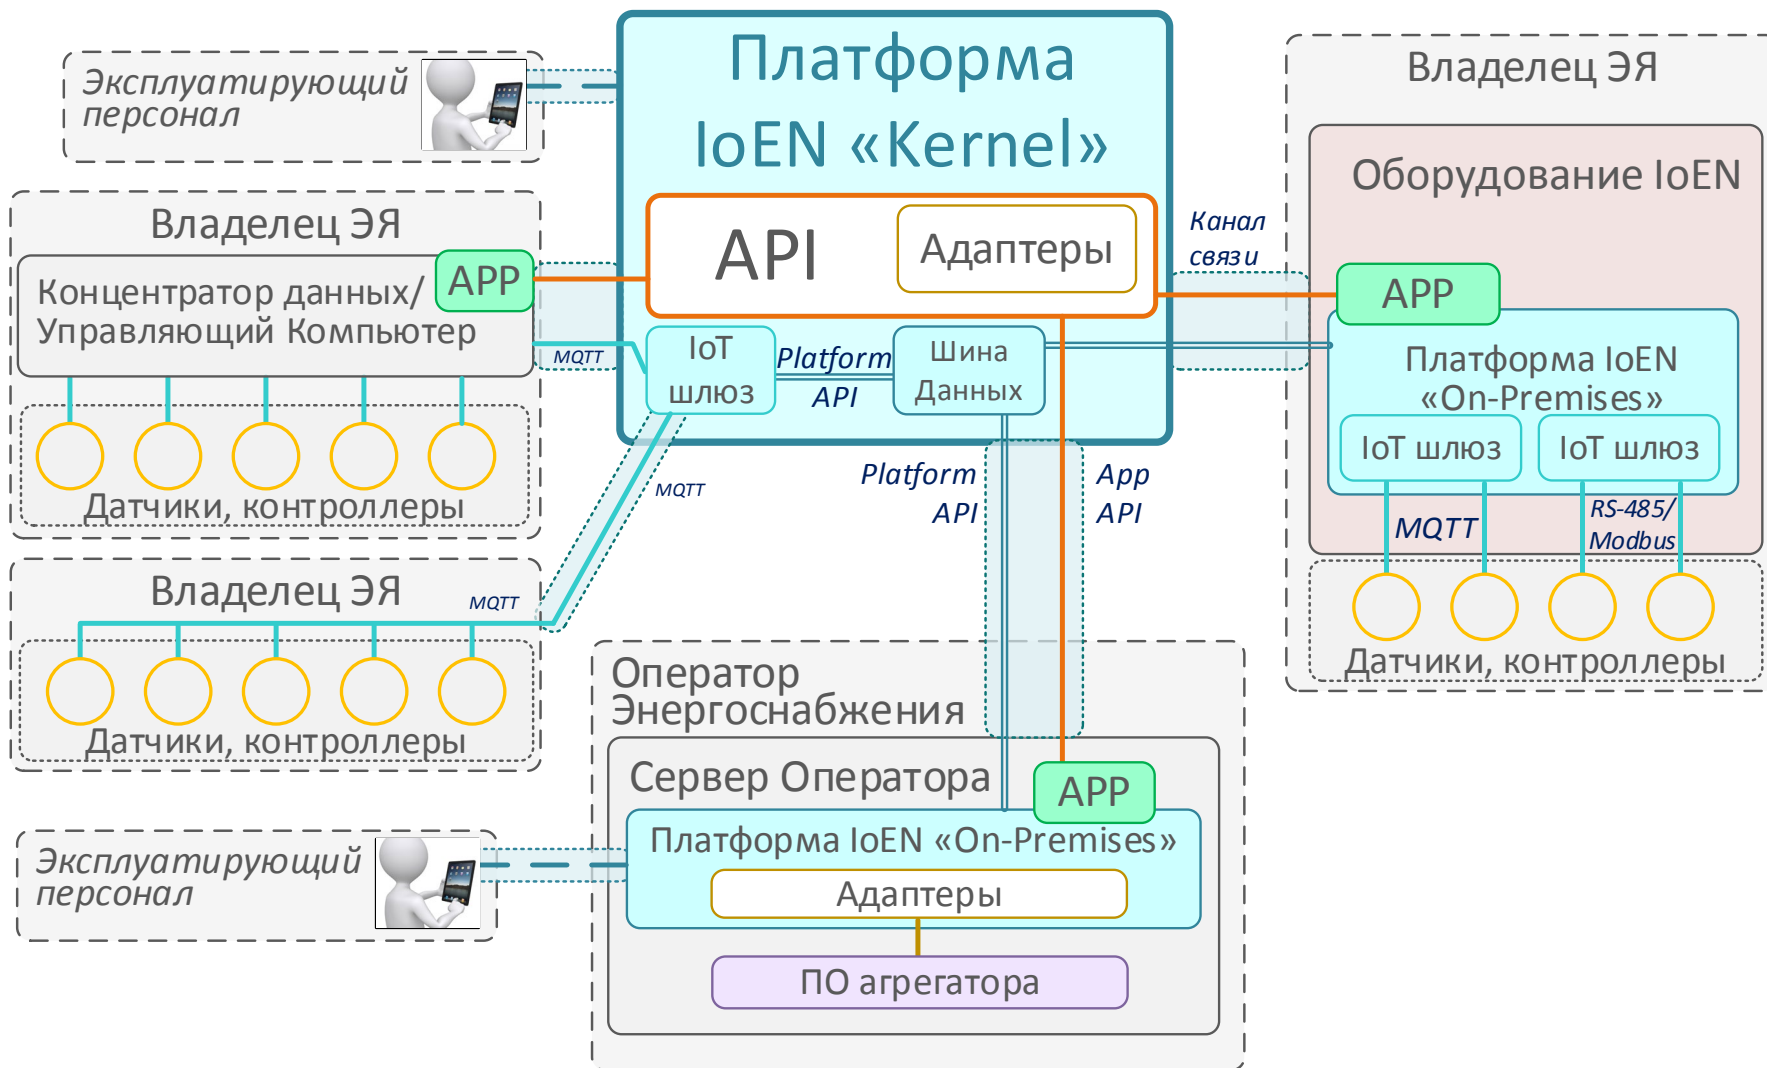 Эксплуатирующий
персонал
Платформа
IoEN «Kernel»
API
Адаптеры
IoT
шлюз
Platform
API
Шина
Данных
Владелец ЭЯ
Концентратор данных/
Управляющий Компьютер
APP
MQTT
Датчики, контроллеры
Владелец ЭЯ
MQTT
MQTT
Датчики, контроллеры
Канал
связи
Владелец ЭЯ
Оборудование IoEN
APP
Платформа IoEN
«On-Premises»
IoT шлюз
IoT шлюз
MQTT
RS-485/
Modbus
Датчики, контроллеры
Platform
API
App
API
Оператор
Энергоснабжения
Сервер Оператора
APP
Платформа IoEN «On-Premises»
Адаптеры
ПО агрегатора
Эксплуатирующий
персонал